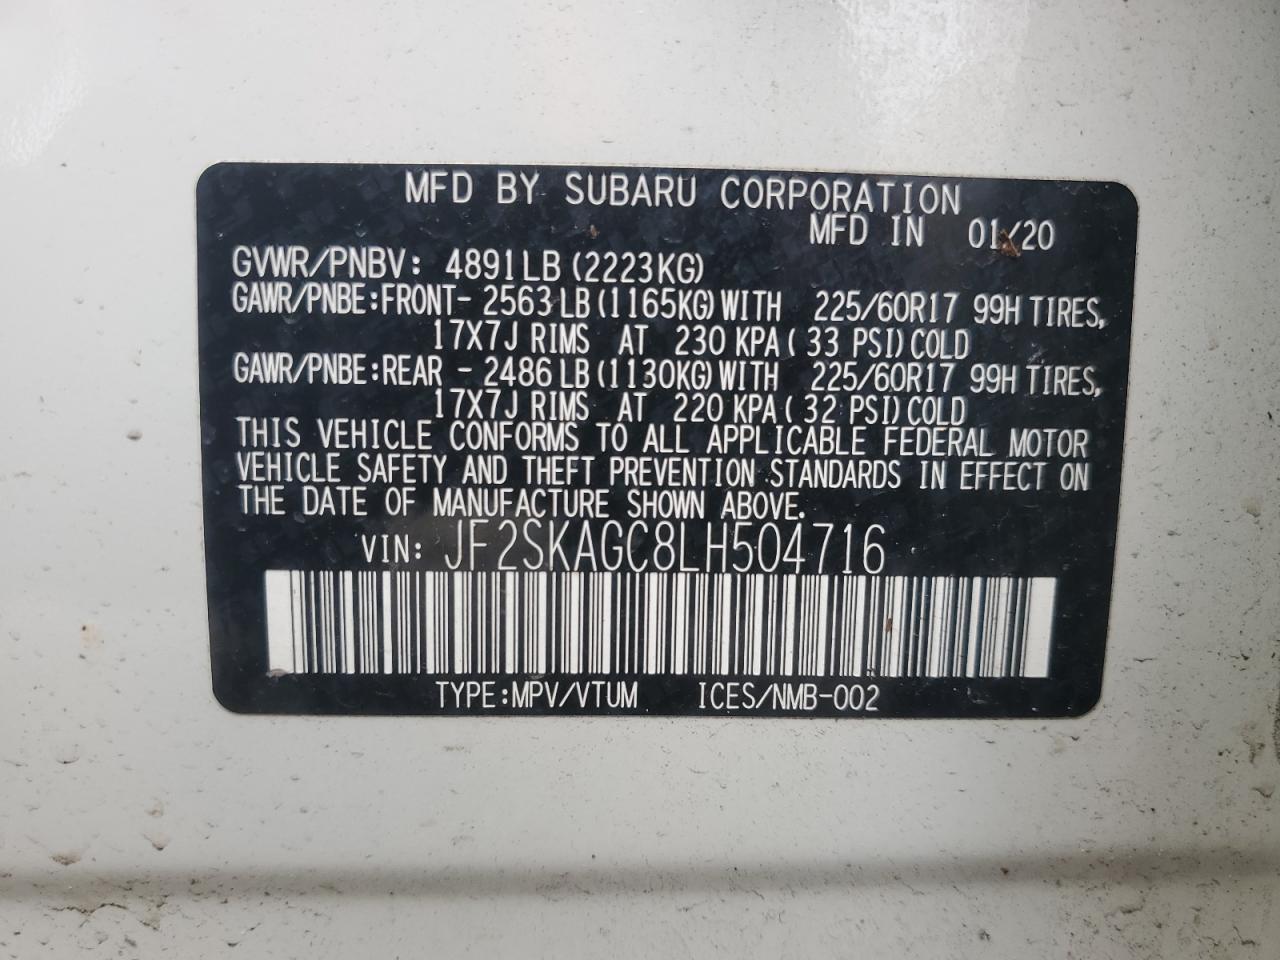 MFD BY SUBARU CORPORATION
MFD IN 01/20
GVWR/PNBV: 4891LB (2223KG)
GAWR/PNBE:FRONT- 2563 LB (1165KG) WITH 225/60R17 99H TIRES,
17X7J RIMS AT 230 KPA ( 33 PSI) COLD
GAWR/PNBE:REAR - 2486 LB (1130KG) WITH 225/60R17 99H TIRES,
17X7J RIMS AT 220 KPA ( 32 PSI) COLD
THIS VEHICLE CONFORMS TO ALL APPLICABLE FEDERAL MOTOR
VEHICLE SAFETY AND THEFT PREVENTION STANDARDS IN EFFECT ON
THE DATE OF MANUFACTURE SHOWN ABOVE.
VIN: JF2SKAGC8LH504716
TYPE:MPV/VTUM ICES/NMB-002